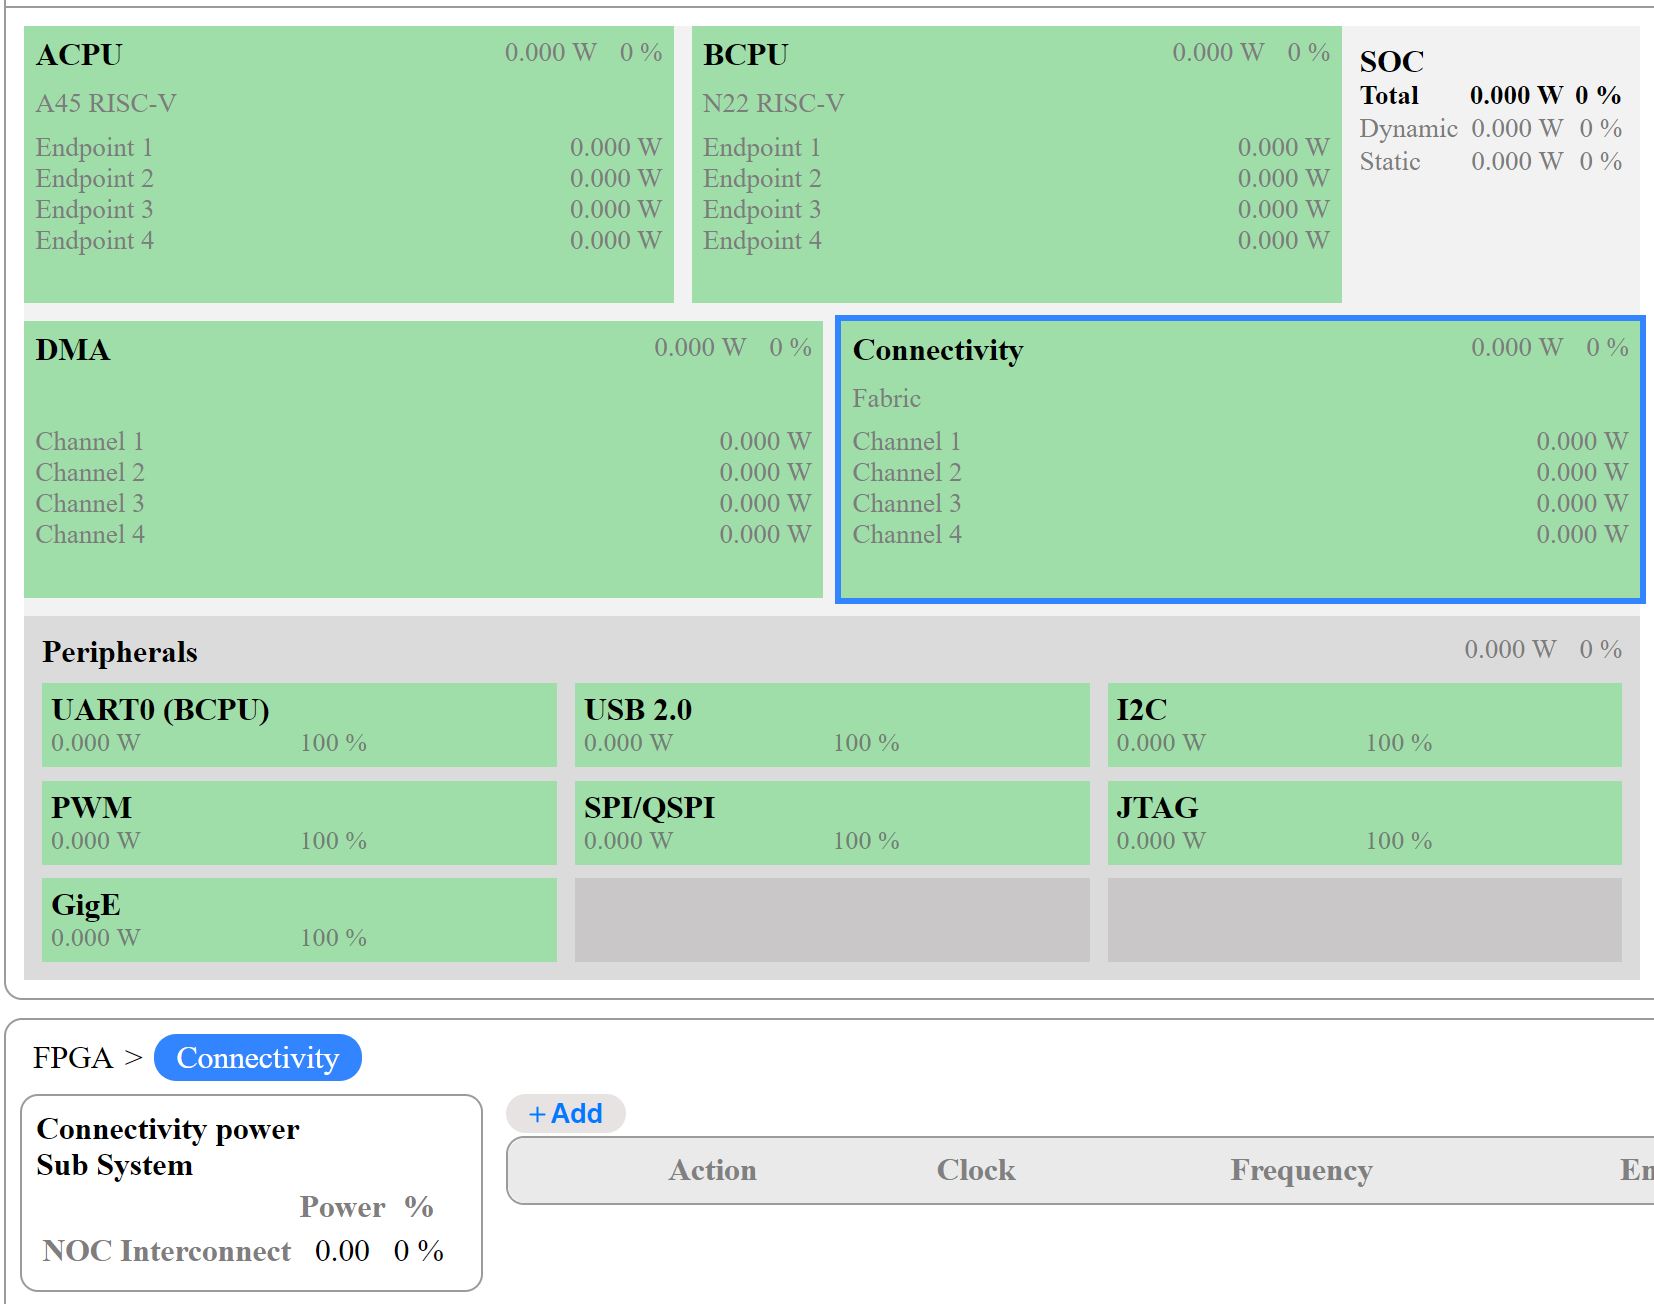 ACPU 0.000 W 0 %
A45 RISC-V
Endpoint 1 0.000 W
Endpoint 2 0.000 W
Endpoint 3 0.000 W
Endpoint 4 0.000 W
BCPU 0.000 W 0 %
N22 RISC-V
Endpoint 1 0.000 W
Endpoint 2 0.000 W
Endpoint 3 0.000 W
Endpoint 4 0.000 W
SOC
Total 0.000 W 0 %
Dynamic 0.000 W 0 %
Static 0.000 W 0 %
DMA 0.000 W 0 %
Channel 1 0.000 W
Channel 2 0.000 W
Channel 3 0.000 W
Channel 4 0.000 W
Connectivity 0.000 W 0 %
Fabric
Channel 1 0.000 W
Channel 2 0.000 W
Channel 3 0.000 W
Channel 4 0.000 W
Peripherals 0.000 W 0 %
UART0 (BCPU)
0.000 W 100 %
USB 2.0
0.000 W 100 %
I2C
0.000 W 100 %
PWM
0.000 W 100 %
SPI/QSPI
0.000 W 100 %
JTAG
0.000 W 100 %
GigE
0.000 W 100 %
FPGA > Connectivity
Connectivity power
Sub System
Power %
NOC Interconnect 0.00 0 %
+ Add
Action Clock Frequency En